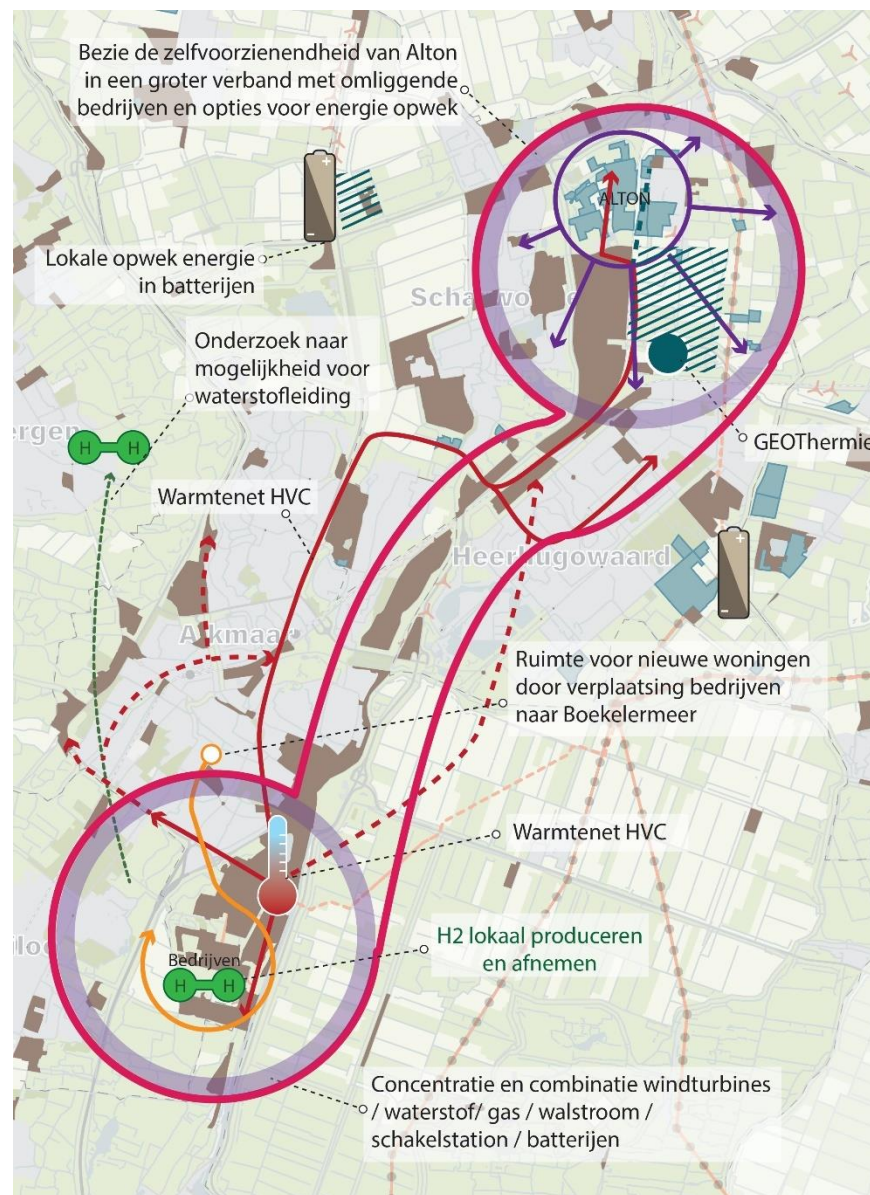 Bezie de zelfvoorzienendheid van Alton
in een groter verband met omliggende
bedrijven en opties voor energie opwek
+
-
ALTON
Lokale opwek energie
in batterijen
Onderzoek naar
mogelijkheid voor
waterstofleiding
ergen
H H
GEOThermie
Warmtenet HVC
Heerhugowaard
+
-
Alkmaar
Ruimte voor nieuwe woningen
door verplaatsing bedrijven
naar Boekelermeer
Warmtenet HVC
H2 lokaal produceren
en afnemen
Bedrijven
H H
Concentratie en combinatie windturbines
/ waterstof/ gas / walstroom /
schakelstation / batterijen